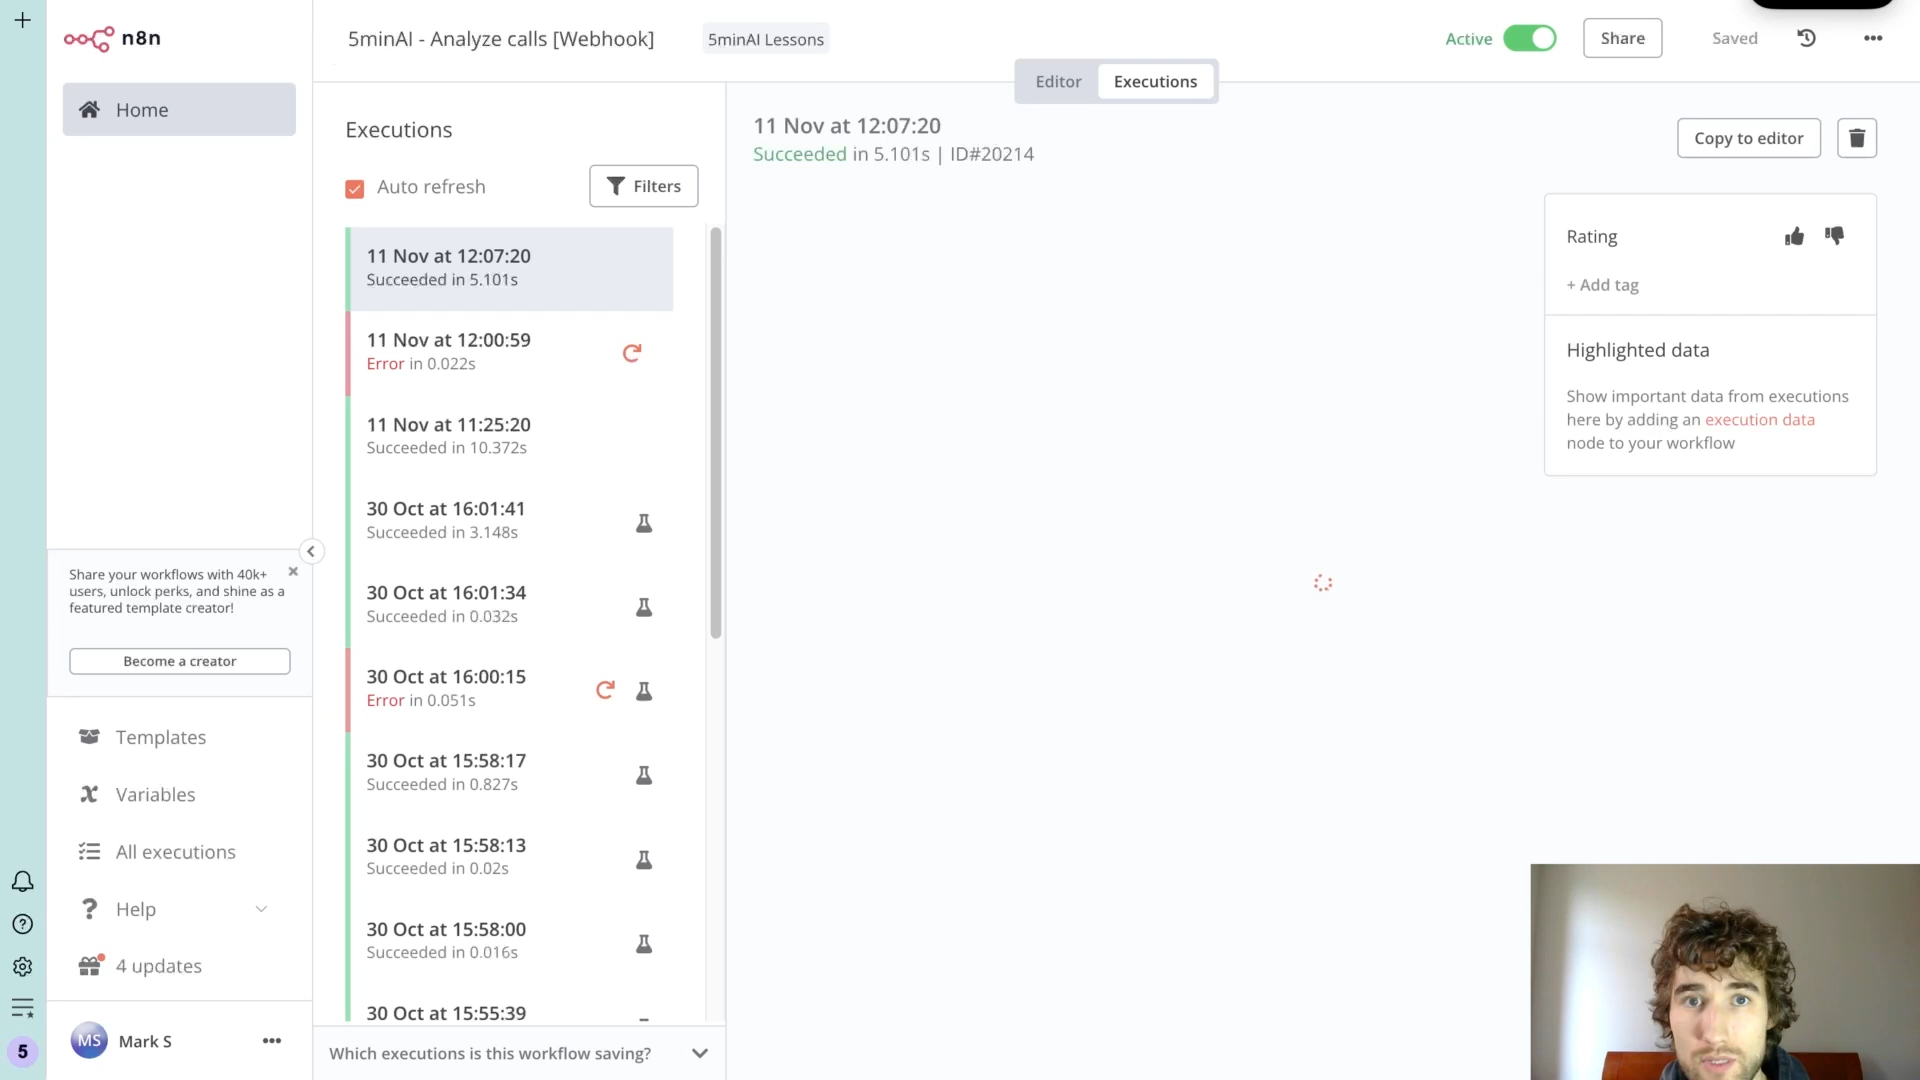 n8n
5minAI - Analyze calls [Webhook]
5minAI Lessons
Active
Share
Saved
Editor
Executions
Home
Executions
Auto refresh
Filters
11 Nov at 12:07:20
Succeeded in 5.101s
11 Nov at 12:00:59
Error in 0.022s
11 Nov at 11:25:20
Succeeded in 10.372s
30 Oct at 16:01:41
Succeeded in 3.148s
30 Oct at 16:01:34
Succeeded in 0.032s
30 Oct at 16:00:15
Error in 0.051s
30 Oct at 15:58:17
Succeeded in 0.827s
30 Oct at 15:58:13
Succeeded in 0.02s
30 Oct at 15:58:00
Succeeded in 0.016s
30 Oct at 15:55:39
Which executions is this workflow saving?
11 Nov at 12:07:20
Succeeded in 5.101s | ID#20214
Copy to editor
Rating
+ Add tag
Highlighted data
Show important data from executions
here by adding an execution data
node to your workflow
Share your workflows with 40k+
users, unlock perks, and shine as a
featured template creator!
Become a creator
Templates
Variables
All executions
Help
4 updates
MS
Mark S
5